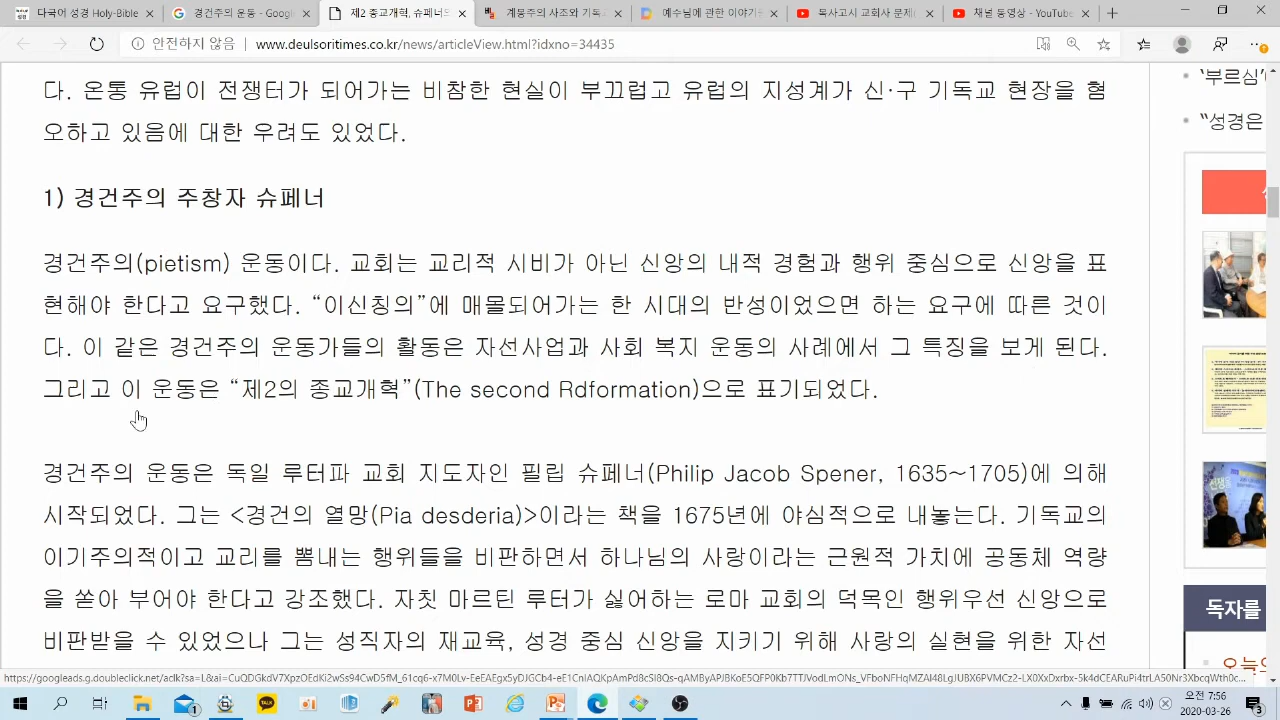 다국어 성경 Holy-Bible
경건주의 운동 - Google
제2 종교개혁, 슈페너의
계몽주의 사조와 기독
예수님에 관한 이야기
목사고시 교회사 문제
채널 동영상 - YouTube
안전하지 않음 www.deulsoritimes.co.kr/news/articleView.html?idxno=34435
다. 온통 유럽이 전쟁터가 되어가는 비참한 현실이 부끄럽고 유럽의 지성계가 신·구 기독교 현장을 혐
오하고 있음에 대한 우려도 있었다.
1) 경건주의 주창자 슈페너
경건주의(pietism) 운동이다. 교회는 교리적 시비가 아닌 신앙의 내적 경험과 행위 중심으로 신앙을 표
현해야 한다고 요구했다. “이신칭의”에 매몰되어가는 한 시대의 반성이었으면 하는 요구에 따른 것이
다. 이 같은 경건주의 운동가들의 활동은 자선사업과 사회 복지 운동의 사례에서 그 특징을 보게 된다.
그리고 이 운동은 “제2의 종교개혁”(The second Rdformation)으로 표기되었다.
경건주의 운동은 독일 루터파 교회 지도자인 필립 슈페너(Philip Jacob Spener, 1635~1705)에 의해
시작되었다. 그는 <경건의 열망(Pia desderia)>이라는 책을 1675년에 야심적으로 내놓는다. 기독교의
이기주의적이고 교리를 뽐내는 행위들을 비판하면서 하나님의 사랑이라는 근원적 가치에 공동체 역량
을 쏟아 부어야 한다고 강조했다. 자칫 마르틴 루터가 싫어하는 로마 교회의 덕목인 행위우선 신앙으로
비판받을 수 있었으나 그는 성직자의 재교육, 성경 중심 신앙을 지키기 위해 사랑의 실현을 위한 자선
‘부르심’
“성경은
독자를
오늘
오전 7:56
2020-03-26